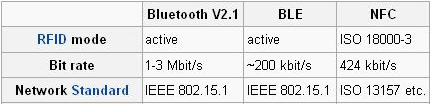 Bluetooth V2.1 BLE NFC
RFID mode active active ISO 18000-3
Bit rate 1-3 Mbit/s ~200 kbit/s 424 kbit/s
Network Standard IEEE 802.15.1 IEEE 802.15.1 ISO 13157 etc.